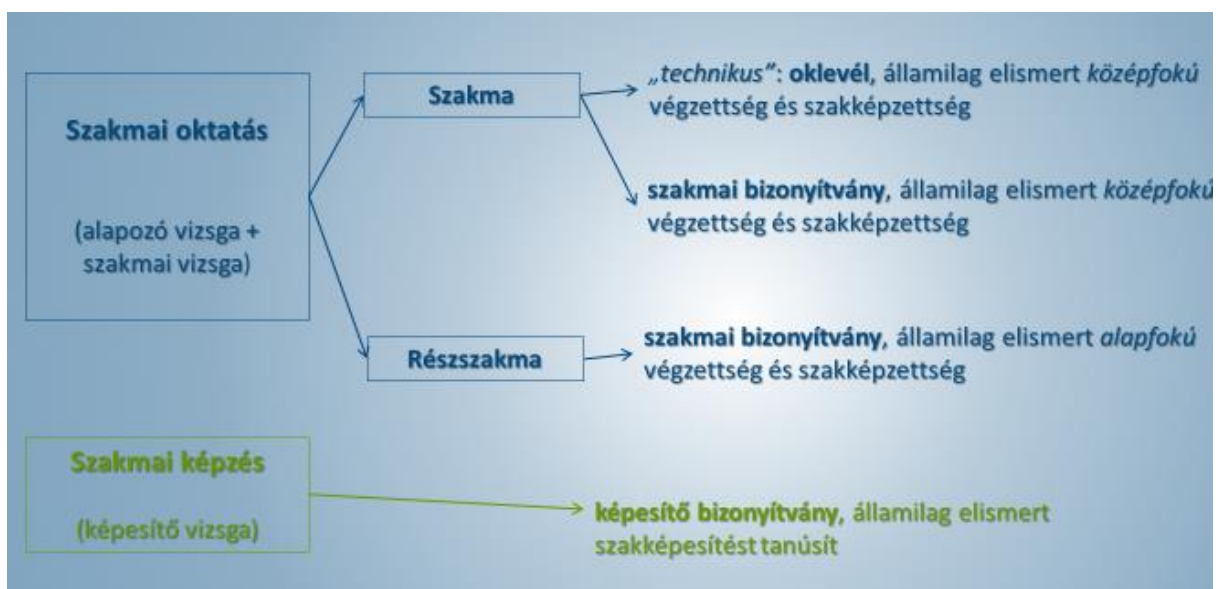 Szakmai oktatás
(alapozó vizsga +
szakmai vizsga)
Szakma
„technikus”: oklevél, államilag elismert középfokú
végzettség és szakképzettség
szakmai bizonyítvány, államilag elismert középfokú
végzettség és szakképzettség
Részszakma
szakmai bizonyítvány, államilag elismert alapfokú
végzettség és szakképzettség
Szakmai képzés
(képesítő vizsga)
képesítő bizonyítvány, államilag elismert
szakképesítést tanúsít